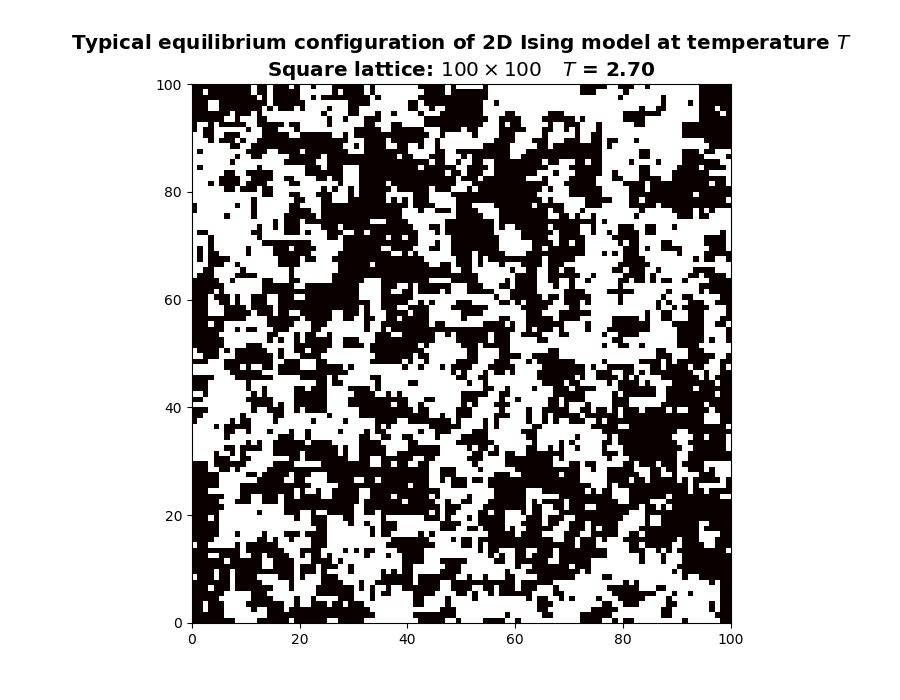 Typical equilibrium configuration of 2D Ising model at temperature T
Square lattice: 100 × 100 T = 2.70
100
80
60
40
20
0
0 20 40 60 80 100